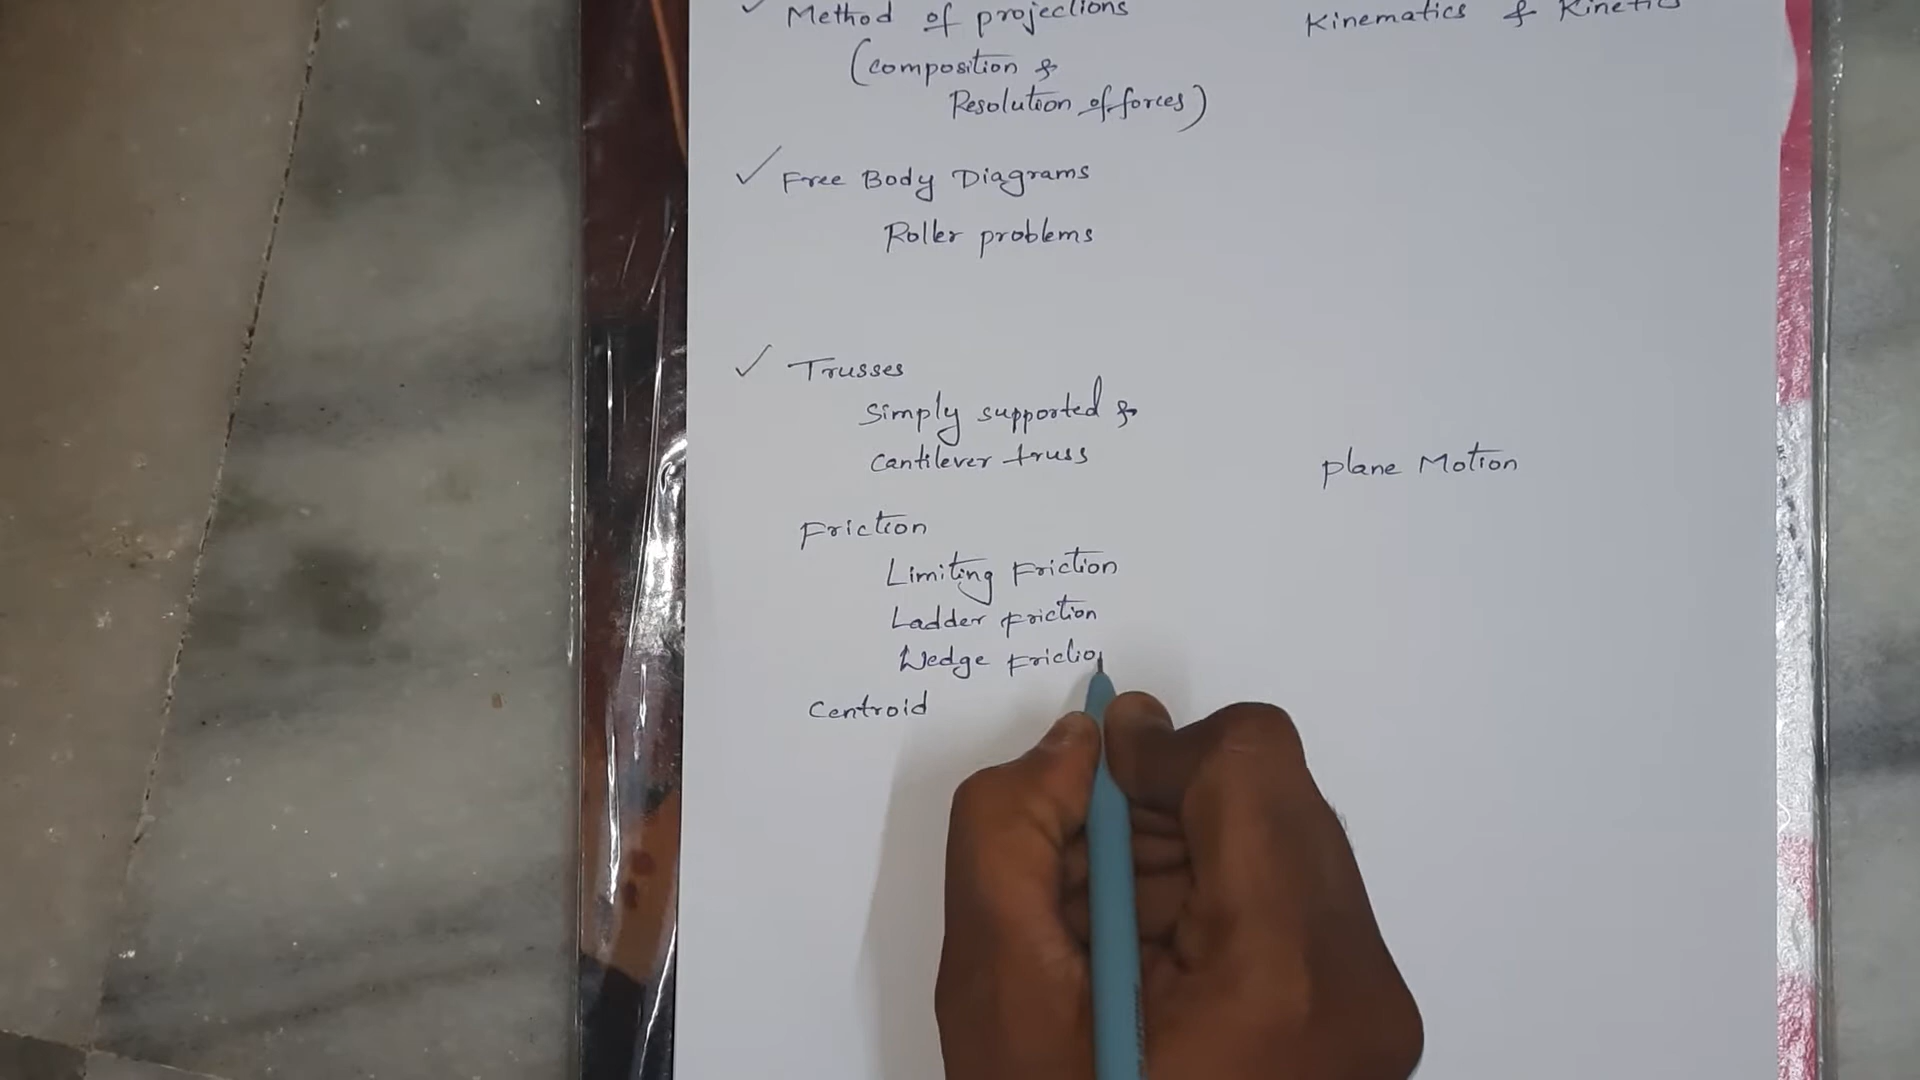 Method of projections
(composition &
Resolution of forces)
Free Body Diagrams
Roller problems
Trusses
Simply supported &
cantilever truss
Friction
Limiting Friction
Ladder friction
Wedge Frictio
Centroid
Kinematics & Kinetic
plane Motion